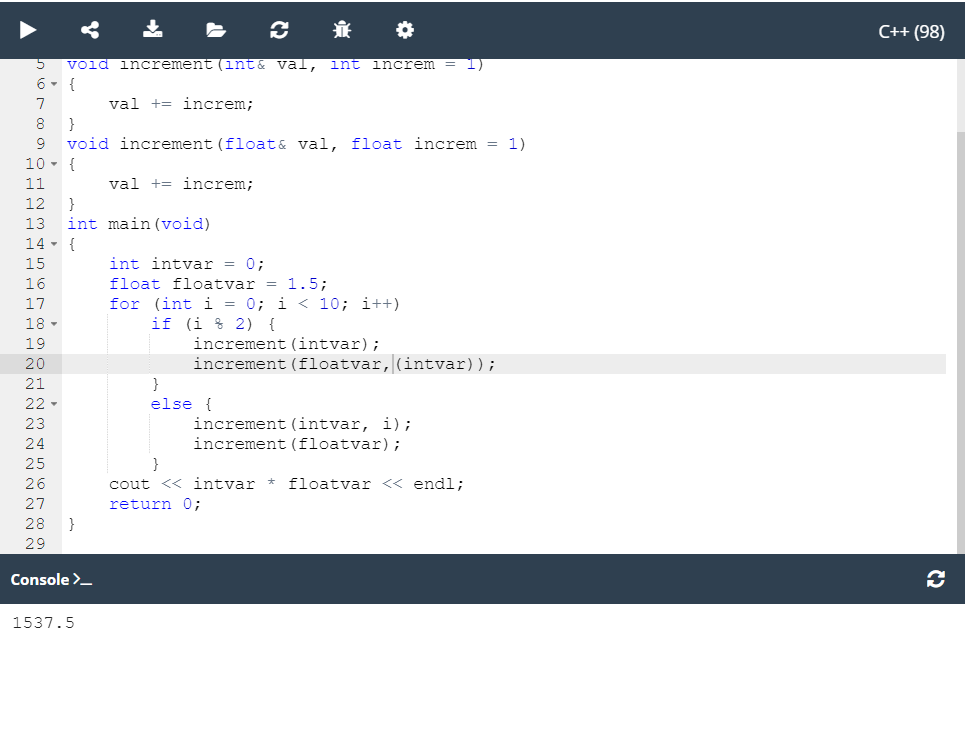 C++ (98)
5 void increment(int& val, int increm = 1)
6 {
7     val += increm;
8 }
9 void increment(float& val, float increm = 1)
10 {
11     val += increm;
12 }
13 int main(void)
14 {
15     int intvar = 0;
16     float floatvar = 1.5;
17     for (int i = 0; i < 10; i++)
18         if (i % 2) {
19             increment(intvar);
20             increment(floatvar,(intvar));
21         }
22         else {
23             increment(intvar, i);
24             increment(floatvar);
25         }
26     cout << intvar * floatvar << endl;
27     return 0;
28 }
29
Console >_
1537.5